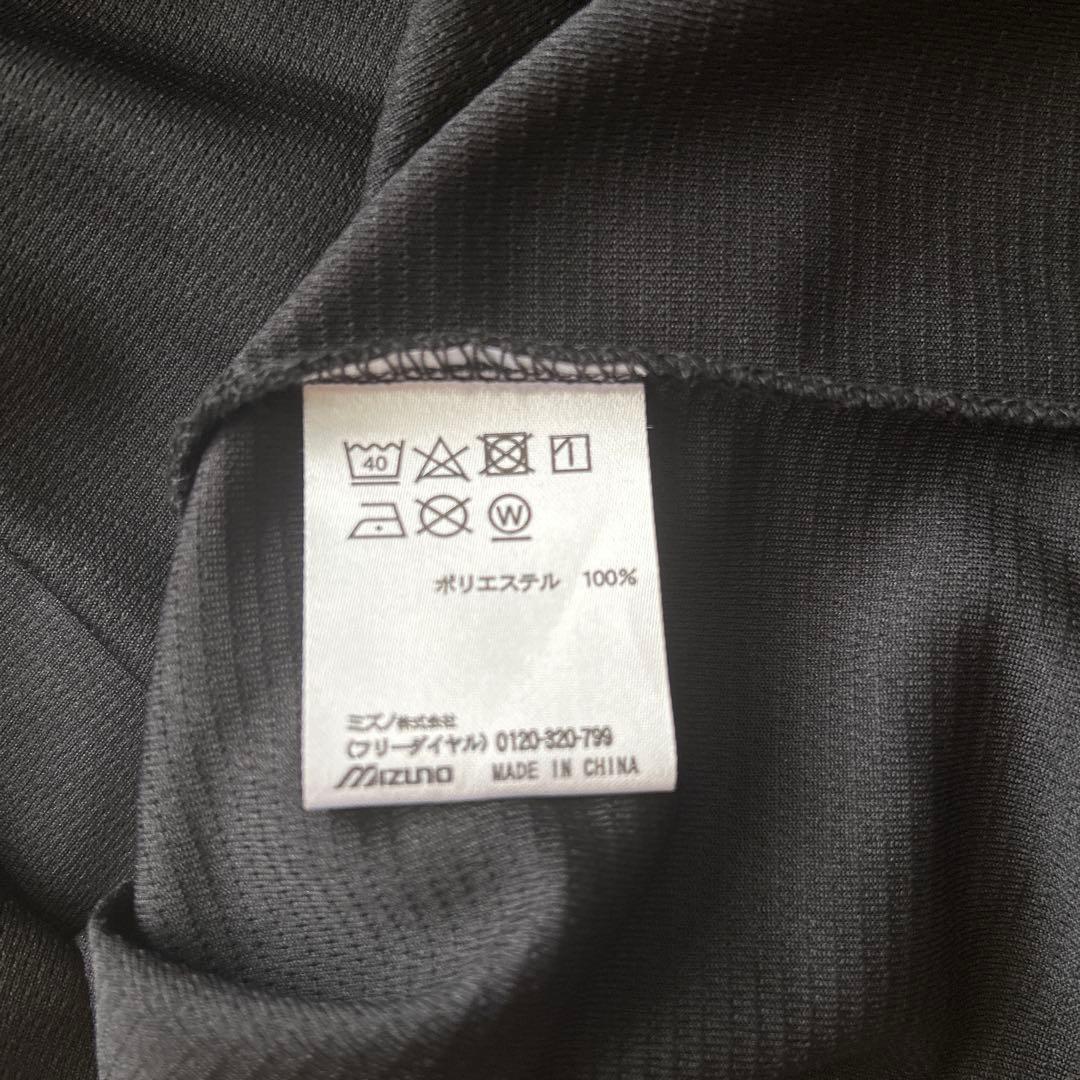 40
W
ポリエステル 100%
ミズノ株式会社
(フリーダイヤル) 0120-320-799
MIZUNO MADE IN CHINA